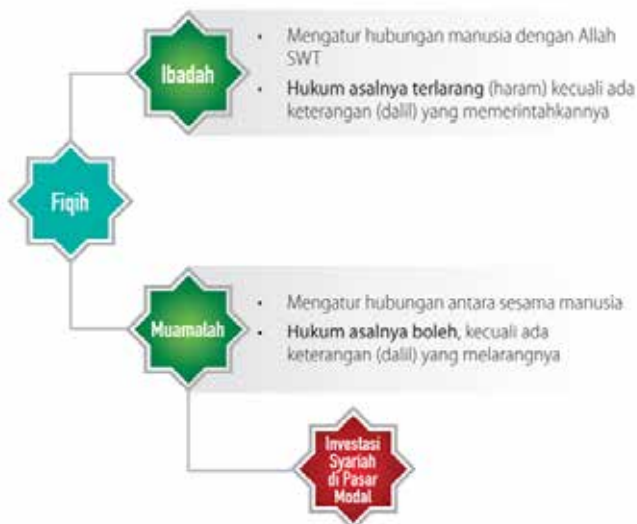 Ibadah
• Mengatur hubungan manusia dengan Allah
SWT
• Hukum asalnya terlarang (haram) kecuali ada
keterangan (dalil) yang memerintahkannya
Fiqih
Muamalah
• Mengatur hubungan antara sesama manusia
• Hukum asalnya boleh, kecuali ada
keterangan (dalil) yang melarangnya
Investasi
Syariah
di Pasar
Modal